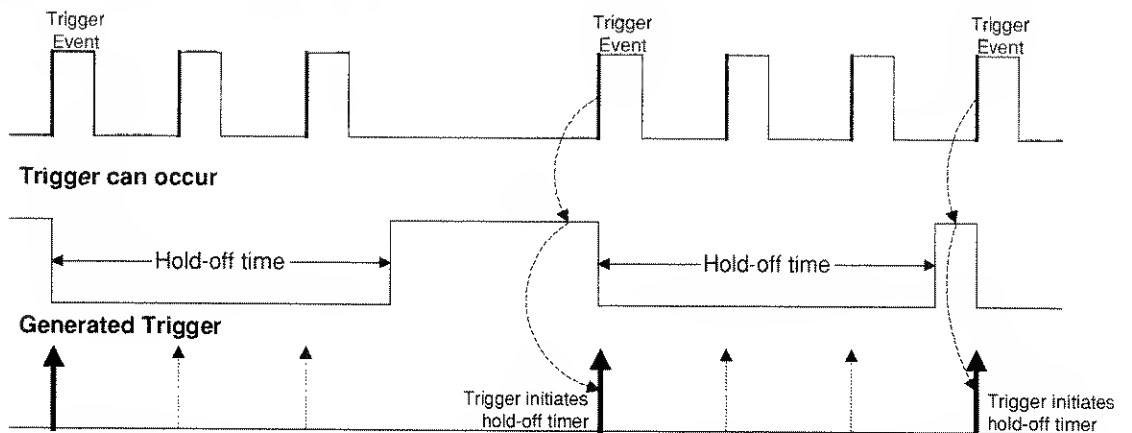 Trigger
Event
Trigger
Event
Trigger
Event
Trigger can occur
Hold-off time
Hold-off time
Generated Trigger
Trigger initiates
hold-off timer
Trigger initiates
hold-off timer